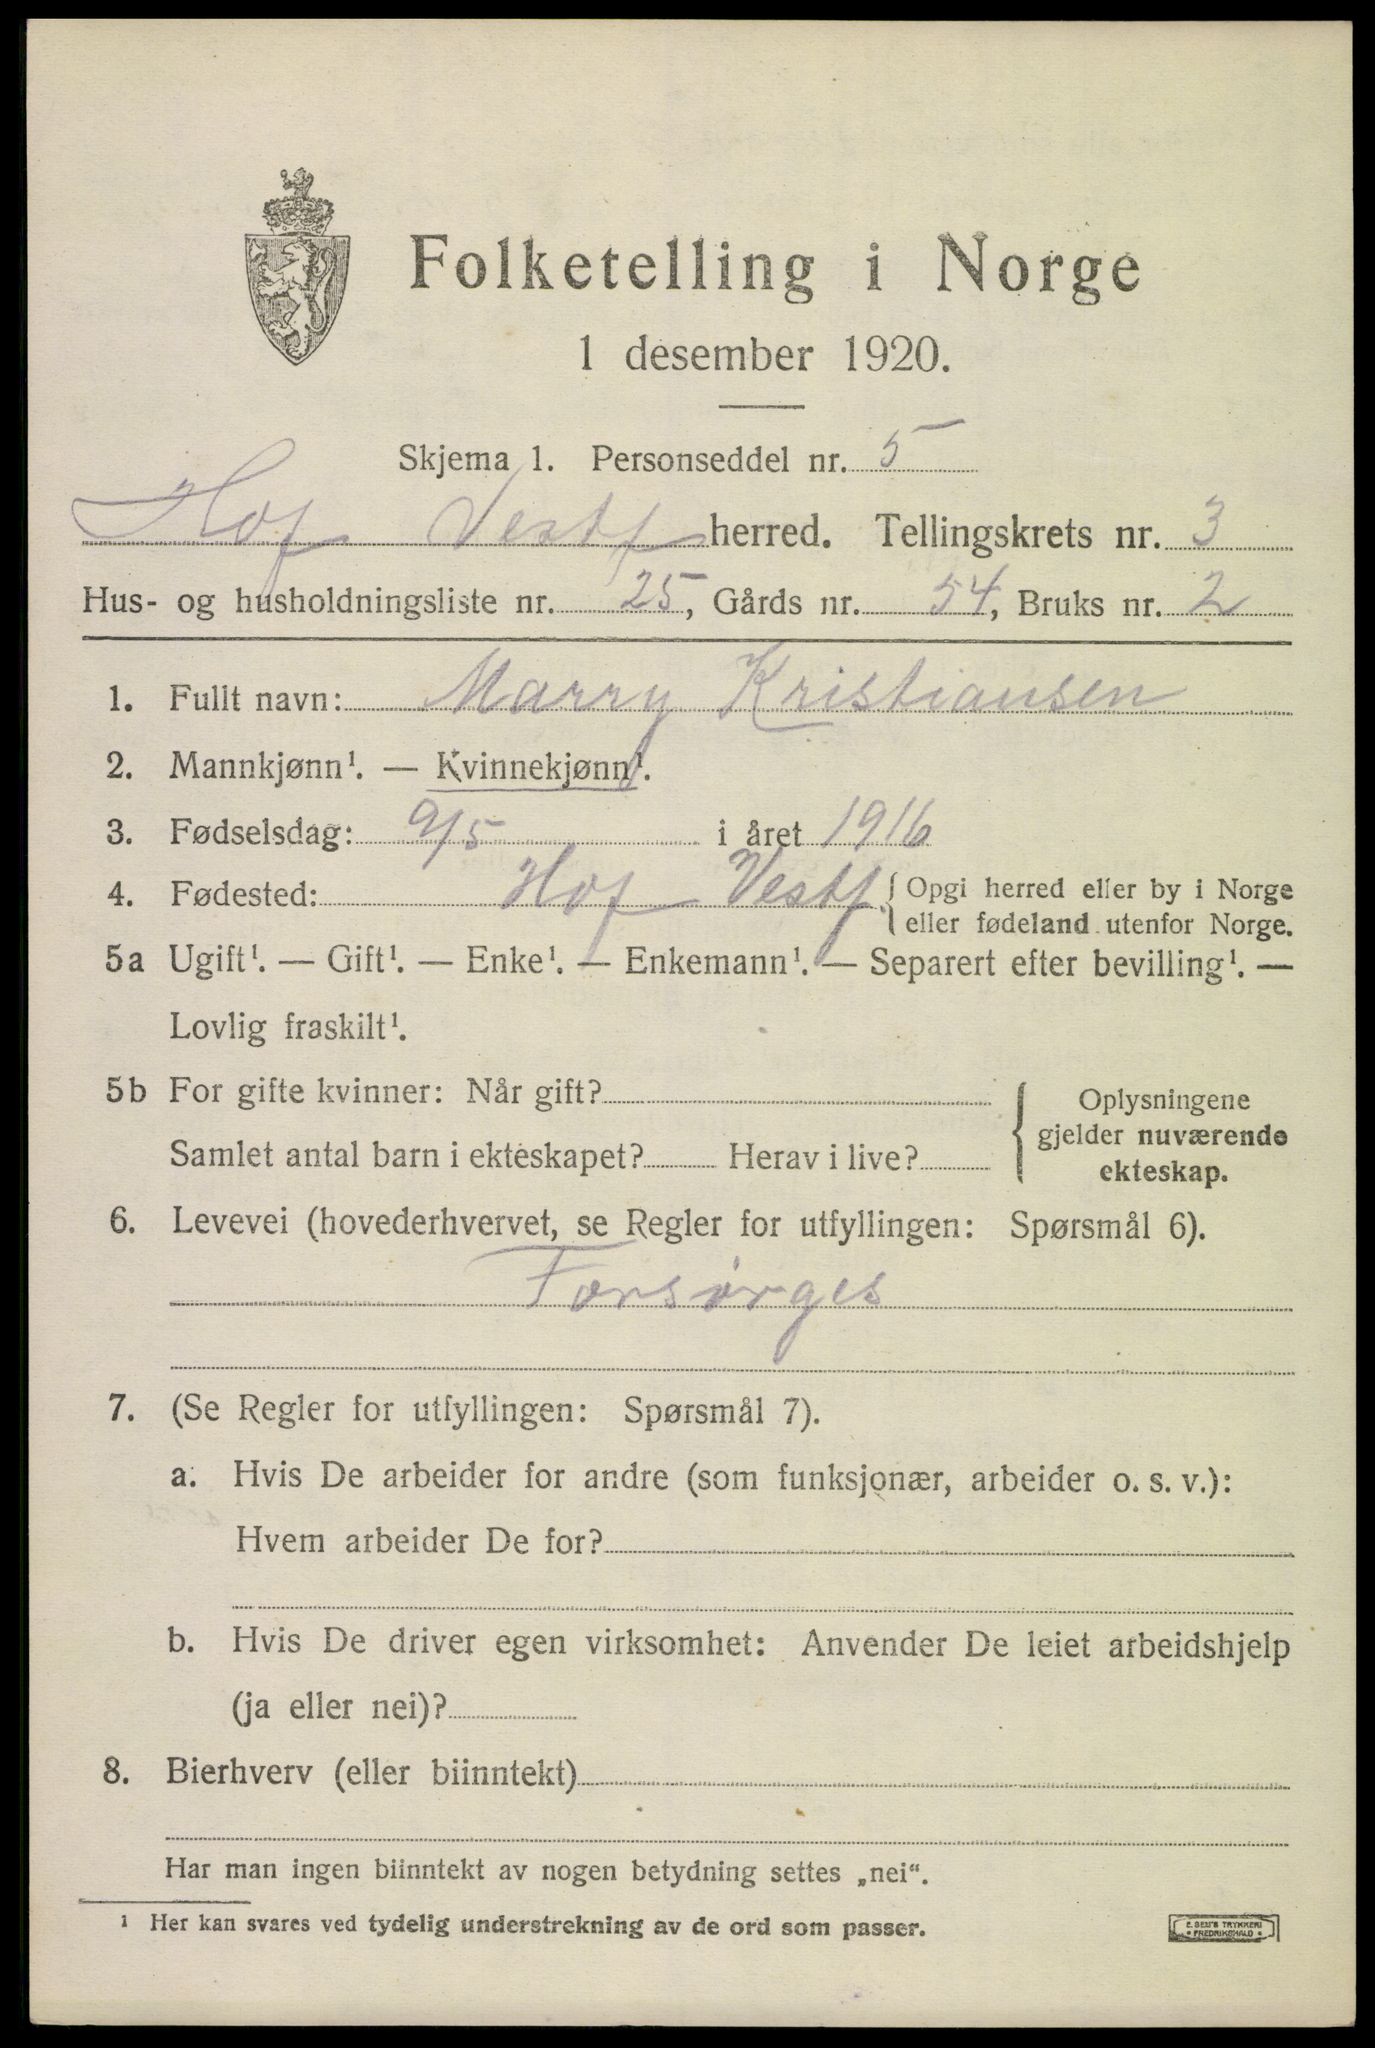 Folketelling i Norge
1 desember 1920.
Skjema 1. Personseddel nr. 5
Hof Vestf herred. Tellingskrets nr. 3
Hus- og husholdningsliste nr. 25, Gårds nr. 54, Bruks nr. 2
1. Fullt navn: Marry Kristiansen
2. Mannkjønn¹. — Kvinnekjønn¹.
3. Fødselsdag: 9/5 i året 1916
4. Fødested: Hof Vestf { Opgi herred eller by i Norge
eller fødeland utenfor Norge.
5a Ugift¹. — Gift¹. — Enke¹. — Enkemann¹. — Separert efter bevilling¹. —
Lovlig fraskilt¹.
5b For gifte kvinner: Når gift?
Samlet antal barn i ekteskapet? Herav i live?
Oplysningene
gjelder nuværende
ekteskap.
6. Levevei (hovederhvervet, se Regler for utfyllingen: Spørsmål 6).
Forsørges
7. (Se Regler for utfyllingen: Spørsmål 7).
a. Hvis De arbeider for andre (som funksjonær, arbeider o. s. v.):
Hvem arbeider De for?
b. Hvis De driver egen virksomhet: Anvender De leiet arbeidshjelp
(ja eller nei)?
8. Bierhverv (eller biinntekt)
Har man ingen biinntekt av nogen betydning settes „nei“.
¹ Her kan svares ved tydelig understrekning av de ord som passer.
E. SEM'S TRYKKERI
FREDRIKSHALD